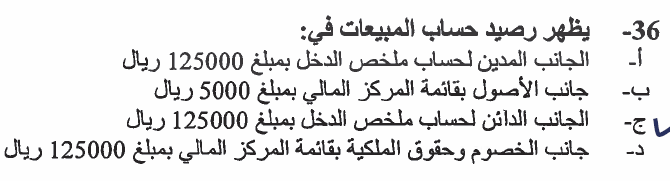 36- يظهر رصيد حساب المبيعات في:
أ- الجانب المدين لحساب ملخص الدخل بمبلغ 125000 ريال
ب- جانب الأصول بقائمة المركز المالي بمبلغ 5000 ريال
ج- الجانب الدائن لحساب ملخص الدخل بمبلغ 125000 ريال
د- جانب الخصوم وحقوق الملكية بقائمة المركز المالي بمبلغ 125000 ريال